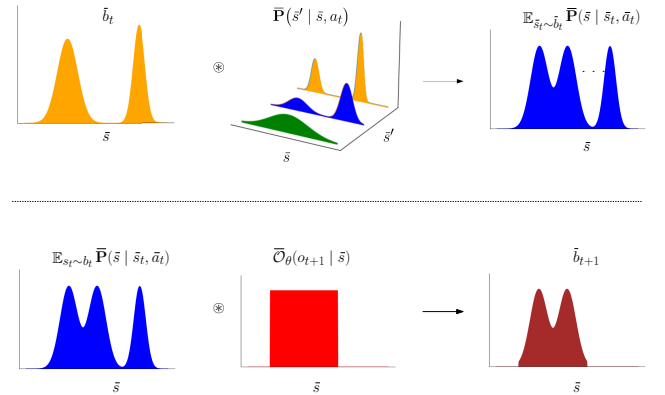 b̃_t
P̄(s̄′ | s̄, a_t)
𝔼_{s̄_t∼b̃_t} P̄(s̄ | s̄_t, ā_t)
⊛
. . .
s̄
s̄
s̄′
s̄
𝔼_{s_t∼b_t} P̄(s̄ | s̄_t, ā_t)
𝒪̄_θ(o_{t+1} | s̄)
b̃_{t+1}
⊛
s̄
s̄
s̄